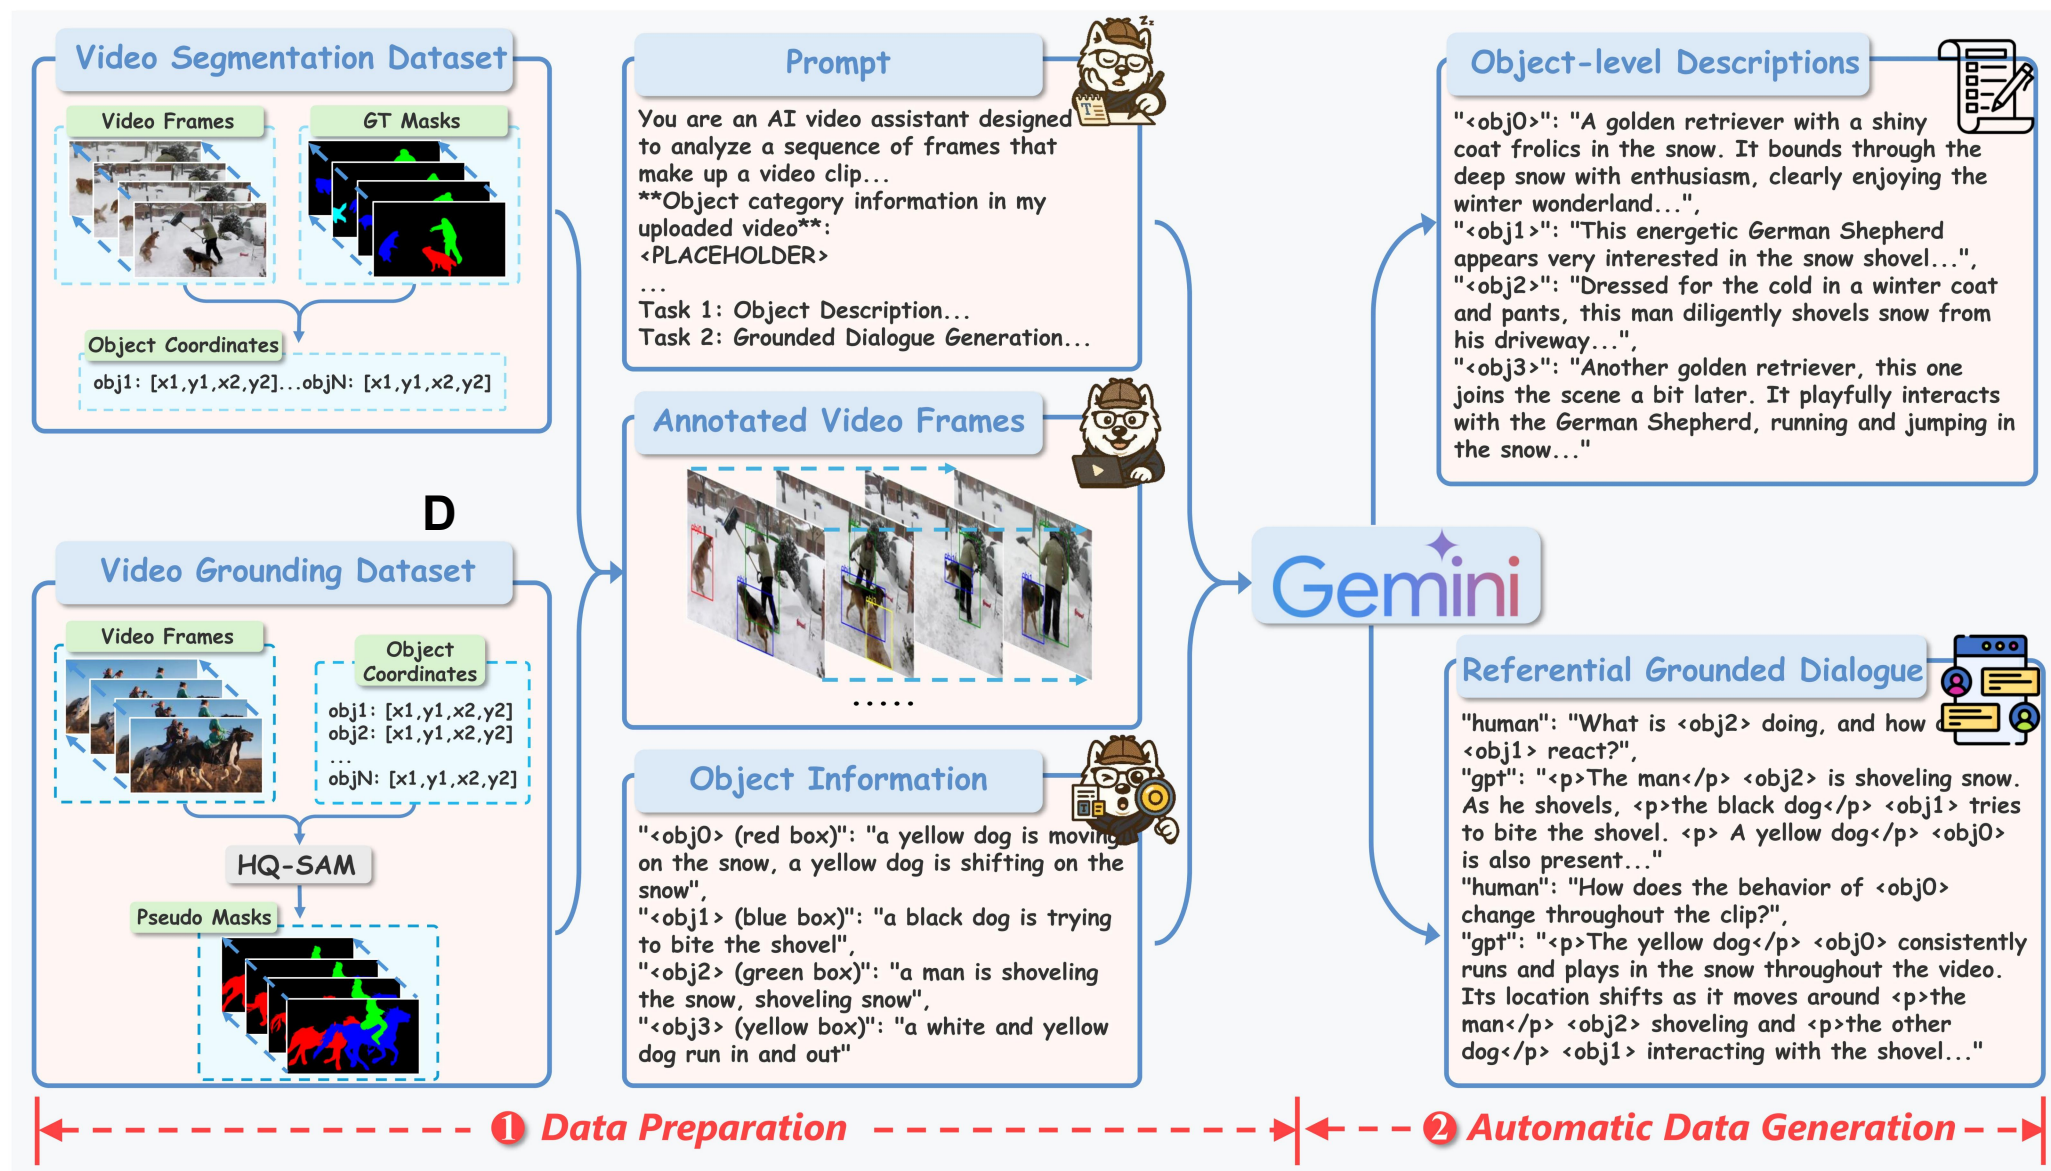 Video Segmentation Dataset
Video Frames
GT Masks
Object Coordinates
obj1: [x1,y1,x2,y2]...objN: [x1,y1,x2,y2]
D
Video Grounding Dataset
Video Frames
Object
Coordinates
obj1: [x1,y1,x2,y2]
obj2: [x1,y1,x2,y2]
...
objN: [x1,y1,x2,y2]
HQ-SAM
Pseudo Masks
Prompt
You are an AI video assistant designed
to analyze a sequence of frames that
make up a video clip...
**Object category information in my
uploaded video**:
<PLACEHOLDER>
...
Task 1: Object Description...
Task 2: Grounded Dialogue Generation...
Annotated Video Frames
.....
Object Information
"<obj0> (red box)": "a yellow dog is moving
on the snow, a yellow dog is shifting on the
snow",
"<obj1> (blue box)": "a black dog is trying
to bite the shovel",
"<obj2> (green box)": "a man is shoveling
the snow, shoveling snow",
"<obj3> (yellow box)": "a white and yellow
dog run in and out"
Gemini
Object-level Descriptions
"<obj0>": "A golden retriever with a shiny
coat frolics in the snow. It bounds through the
deep snow with enthusiasm, clearly enjoying the
winter wonderland...",
"<obj1>": "This energetic German Shepherd
appears very interested in the snow shovel...",
"<obj2>": "Dressed for the cold in a winter coat
and pants, this man diligently shovels snow from
his driveway...",
"<obj3>": "Another golden retriever, this one
joins the scene a bit later. It playfully interacts
with the German Shepherd, running and jumping in
the snow..."
Referential Grounded Dialogue
"human": "What is <obj2> doing, and how
<obj1> react?",
"gpt": "<p>The man</p> <obj2> is shoveling snow.
As he shovels, <p>the black dog</p> <obj1> tries
to bite the shovel. <p> A yellow dog</p> <obj0>
is also present..."
"human": "How does the behavior of <obj0>
change throughout the clip?",
"gpt": "<p>The yellow dog</p> <obj0> consistently
runs and plays in the snow throughout the video.
Its location shifts as it moves around <p>the
man</p> <obj2> shoveling and <p>the other
dog</p> <obj1> interacting with the shovel..."
1 Data Preparation
2 Automatic Data Generation